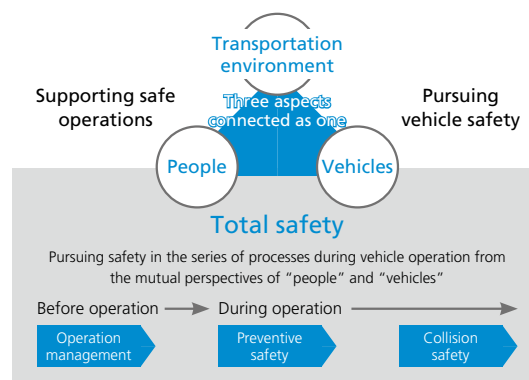 Transportation
environment
Supporting safe
operations
Three aspects
connected as one
Pursuing
vehicle safety
People
Vehicles
Total safety
Pursuing safety in the series of processes during vehicle operation from
the mutual perspectives of “people” and “vehicles”
Before operation
During operation
Operation
management
Preventive
safety
Collision
safety